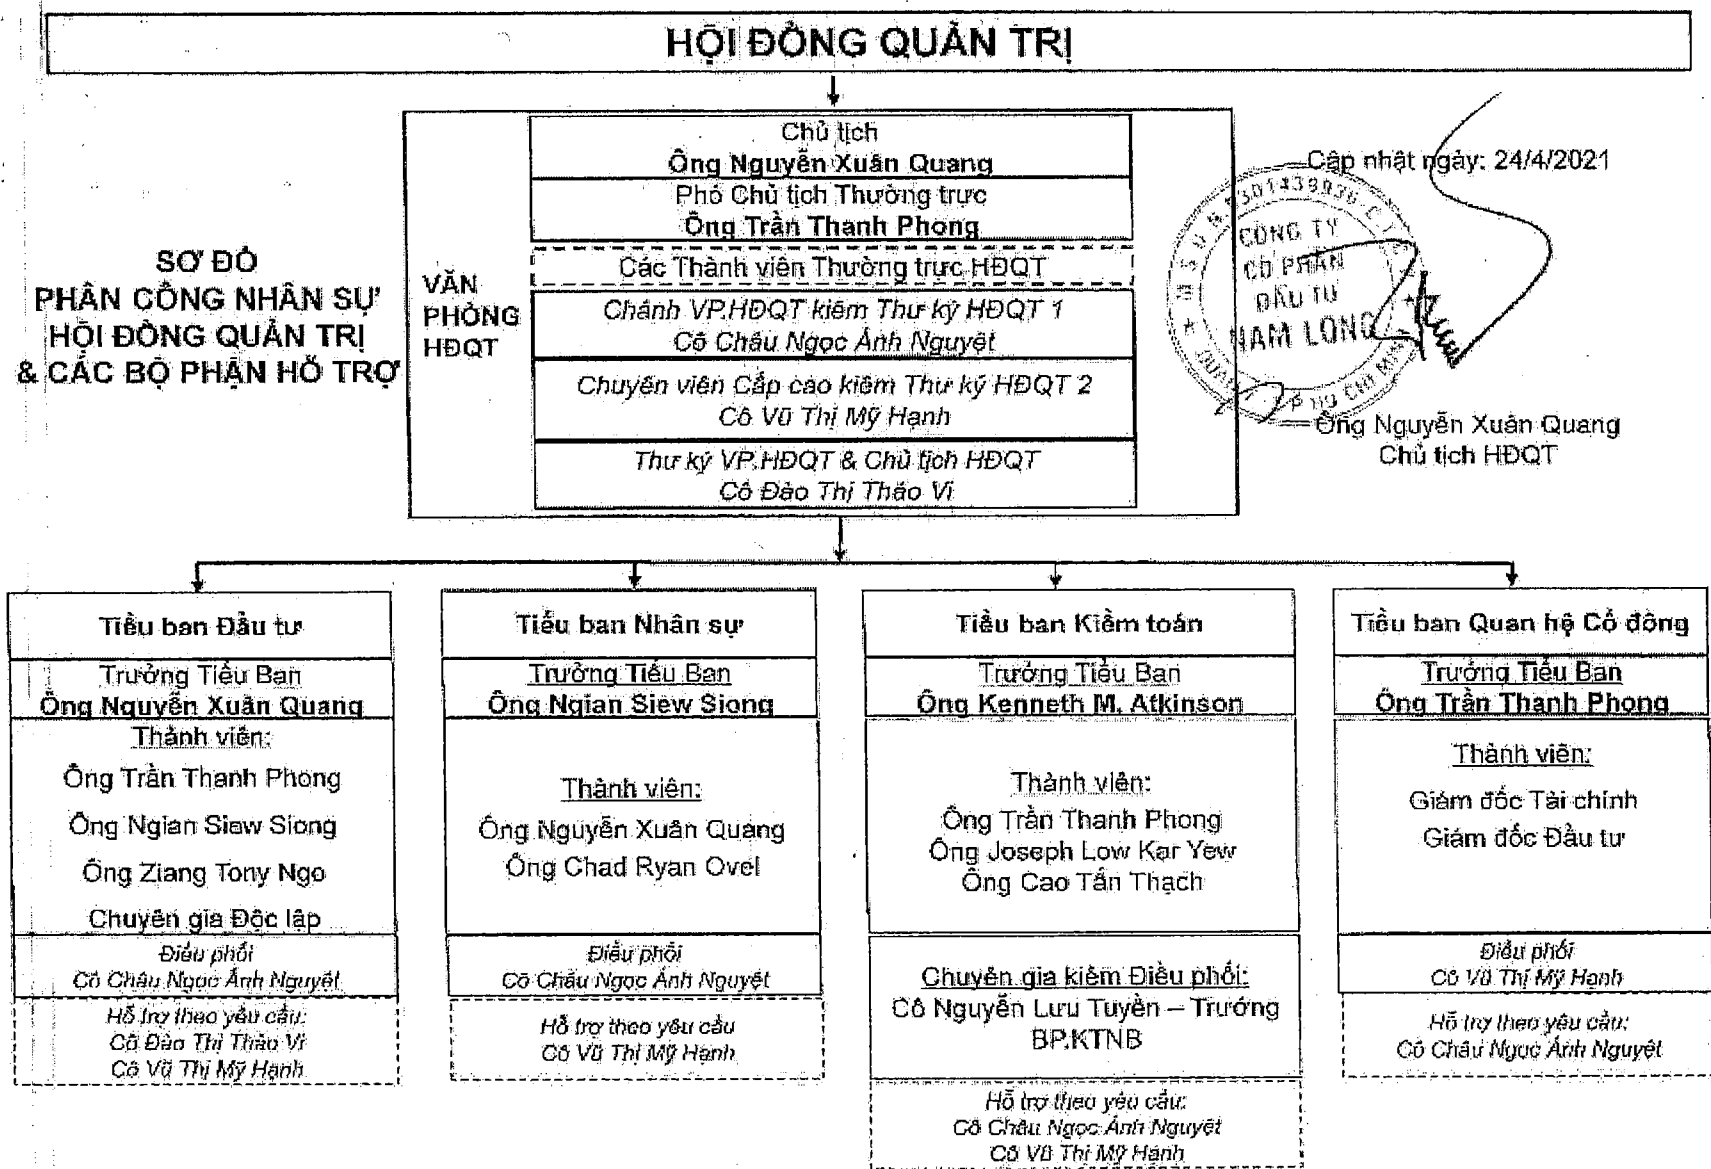 HỘI ĐỒNG QUẢN TRỊ
SƠ ĐỒ
PHÂN CÔNG NHÂN SỰ
HỘI ĐỒNG QUẢN TRỊ
& CÁC BỘ PHẬN HỖ TRỢ
VĂN
PHÒNG
HĐQT
Chủ tịch
Ông Nguyễn Xuân Quang
Phó Chủ tịch Thường trực
Ông Trần Thanh Phong
Các Thành viên Thường trực HĐQT
Chánh VP.HĐQT kiêm Thư ký HĐQT 1
Cô Châu Ngọc Ánh Nguyệt
Chuyên viên Cấp cao kiêm Thư ký HĐQT 2
Cô Vũ Thị Mỹ Hạnh
Thư ký VP.HĐQT & Chủ tịch HĐQT
Cô Đào Thị Thảo Vi
Cập nhật ngày: 24/4/2021
CÔNG TY
CỔ PHẦN
ĐẦU TƯ
NAM LONG
Ông Nguyễn Xuân Quang
Chủ tịch HĐQT
Tiểu ban Đầu tư
Trưởng Tiểu Ban
Ông Nguyễn Xuân Quang
Thành viên:
Ông Trần Thanh Phong
Ông Ngian Siew Siong
Ông Ziang Tony Ngo
Chuyên gia Độc lập
Điều phối
Cô Châu Ngọc Ánh Nguyệt
Hỗ trợ theo yêu cầu:
Cô Đào Thị Thảo Vi
Cô Vũ Thị Mỹ Hạnh
Tiểu ban Nhân sự
Trưởng Tiểu Ban
Ông Ngian Siew Siong
Thành viên:
Ông Nguyễn Xuân Quang
Ông Chad Ryan Ovel
Điều phối
Cô Châu Ngọc Ánh Nguyệt
Hỗ trợ theo yêu cầu
Cô Vũ Thị Mỹ Hạnh
Tiểu ban Kiểm toán
Trưởng Tiểu Ban
Ông Kenneth M. Atkinson
Thành viên:
Ông Trần Thanh Phong
Ông Joseph Low Kar Yew
Ông Cao Tấn Thạch
Chuyên gia kiêm Điều phối:
Cô Nguyễn Lưu Tuyền – Trưởng
BP.KTNB
Hỗ trợ theo yêu cầu:
Cô Châu Ngọc Ánh Nguyệt
Cô Vũ Thị Mỹ Hạnh
Tiểu ban Quan hệ Cổ đông
Trưởng Tiểu Ban
Ông Trần Thanh Phong
Thành viên:
Giám đốc Tài chính
Giám đốc Đầu tư
Điều phối
Cô Vũ Thị Mỹ Hạnh
Hỗ trợ theo yêu cầu:
Cô Châu Ngọc Ánh Nguyệt